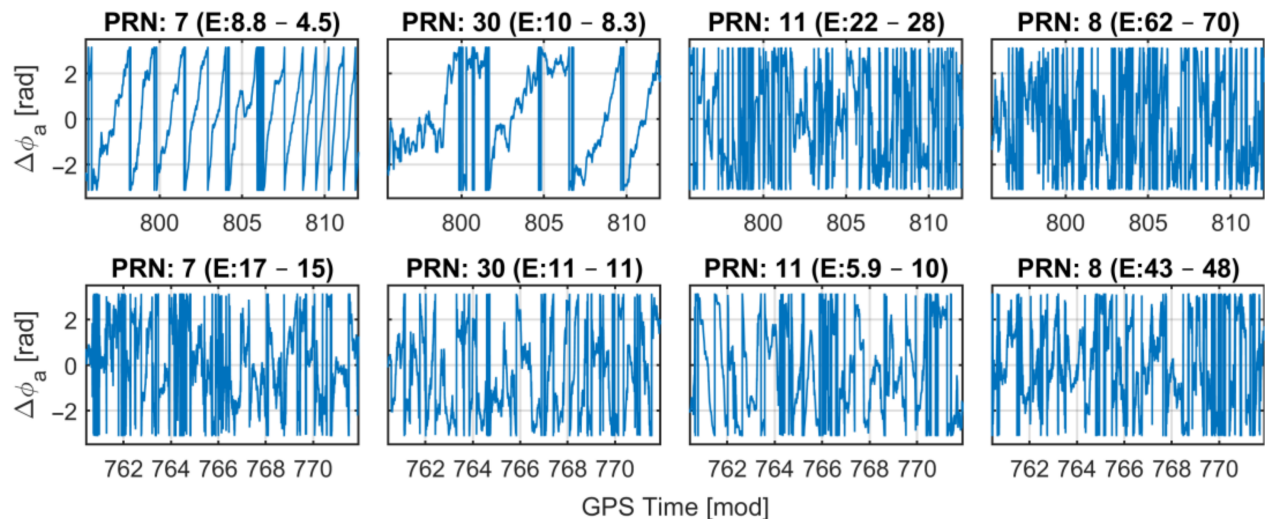 PRN: 7 (E:8.8 – 4.5) PRN: 30 (E:10 – 8.3) PRN: 11 (E:22 – 28) PRN: 8 (E:62 – 70)
Δϕa [rad]
2
0
−2
800 805 810 800 805 810 800 805 810 800 805 810
PRN: 7 (E:17 – 15) PRN: 30 (E:11 – 11) PRN: 11 (E:5.9 – 10) PRN: 8 (E:43 – 48)
Δϕa [rad]
2
0
−2
762 764 766 768 770 762 764 766 768 770 762 764 766 768 770 762 764 766 768 770
GPS Time [mod]